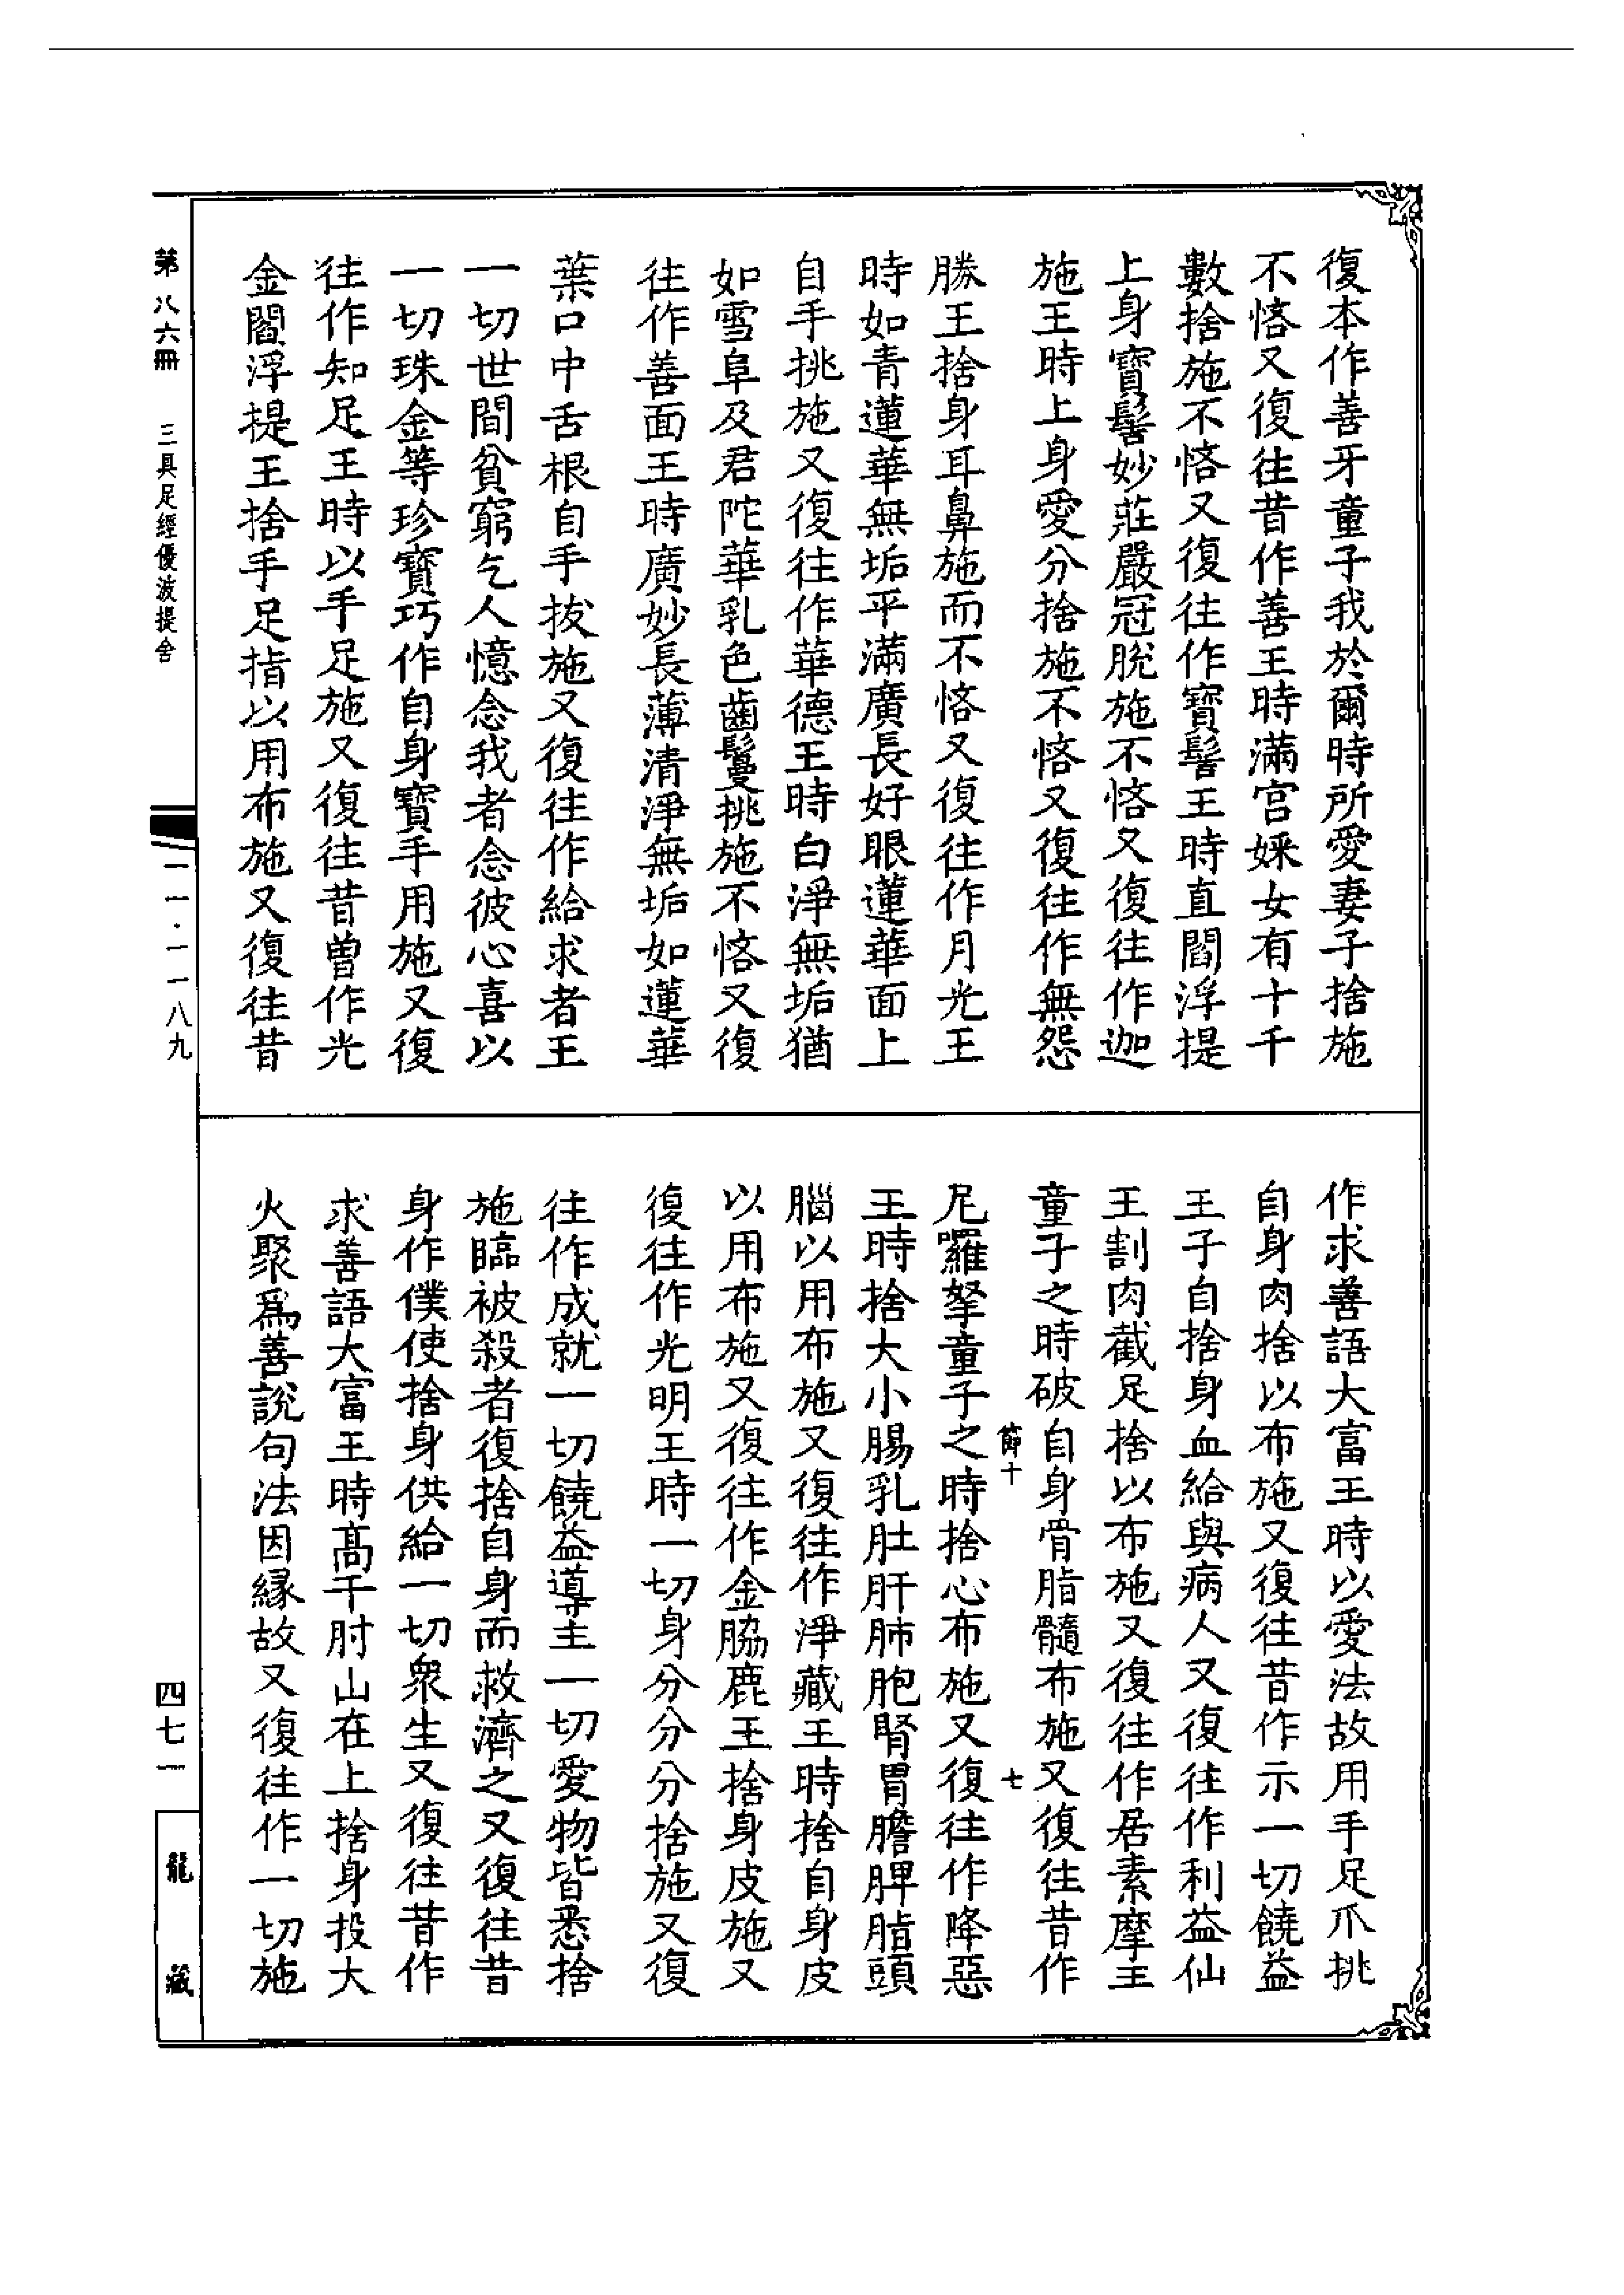 復本作善牙童子我於爾時所愛妻子捨施
不悋又復往昔作善王時滿宮婇女有十千
數捨施不悋又復往作寶髻王時直閻浮提
上身寶髻妙莊嚴冠脫施不悋又復往作迦
施王時上身愛分捨施不悋又復往作無怨
勝王捨身耳鼻施而不悋又復往作月光王
時如青蓮華無垢平滿廣長好眼蓮華面上
自手挑施又復往作華德王時白淨無垢猶
如雪阜及君陀華乳色齒鬘挑施不悋又復
往作善面王時廣妙長薄清淨無垢如蓮華
葉口中舌根自手拔施又復往作給求者王
一切世間貧窮乞人憶念我者念彼心喜以
一切珠金等珍寶巧作自身寶手用施又復
往作知足王時以手足施又復往昔曾作光
金閻浮提王捨手足指以用布施又復往昔
作求善語大富王時以愛法故用手足爪挑
自身肉捨以布施又復往昔作示一切饒益
王子自捨身血給與病人又復往作利益仙
王割肉截足捨以布施又復往作居素摩王
童子之時破自身骨脂髓布施又復往昔作
節十 七
尼囉拏童子之時捨心布施又復往作降惡
王時捨大小腸乳肚肝肺胞腎胃膽脾脂頭
腦以用布施又復往作淨藏王時捨自身皮
以用布施又復往作金脇鹿王捨身皮施又
復往作光明王時一切身分分分捨施又復
往作成就一切饒益導主一切愛物皆悉捨
施臨被殺者復捨自身而救濟之又復往昔
身作僕使捨身供給一切衆生又復往昔作
求善語大富王時高千肘山在上捨身投大
火聚爲善說句法因緣故又復往作一切施
第八六冊 三具足經優波提舍
一一·一一八九
四七一
龍藏